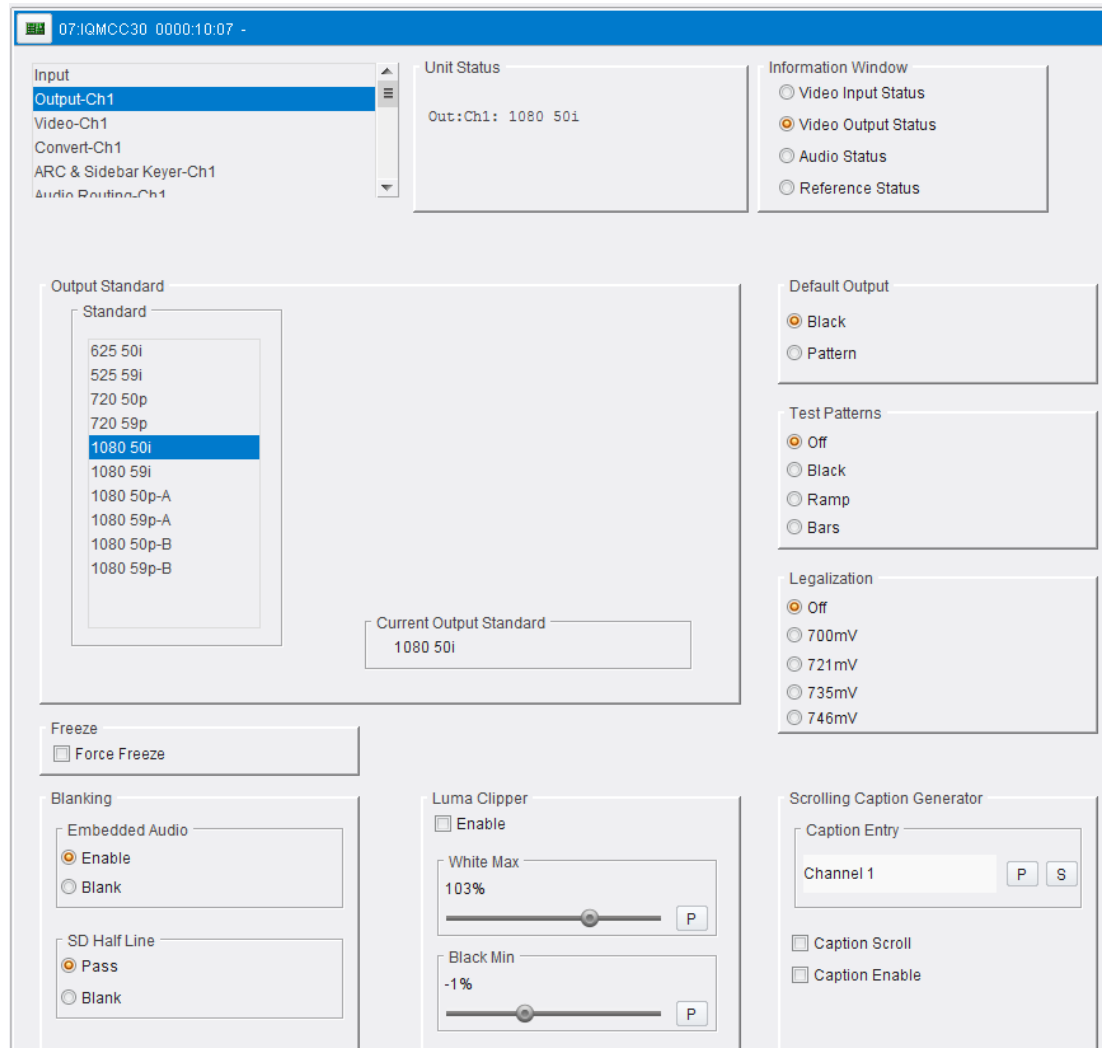 07:IQMCC30 0000:10:07 -
Input
Output-Ch1
Video-Ch1
Convert-Ch1
ARC & Sidebar Keyer-Ch1
Audio Routing-Ch1
Unit Status
Out:Ch1: 1080 50i
Information Window
Video Input Status
Video Output Status
Audio Status
Reference Status
Output Standard
Standard
625 50i
525 59i
720 50p
720 59p
1080 50i
1080 59i
1080 50p-A
1080 59p-A
1080 50p-B
1080 59p-B
Current Output Standard
1080 50i
Default Output
Black
Pattern
Test Patterns
Off
Black
Ramp
Bars
Legalization
Off
700mV
721mV
735mV
746mV
Freeze
Force Freeze
Blanking
Embedded Audio
Enable
Blank
SD Half Line
Pass
Blank
Luma Clipper
Enable
White Max
103%
P
Black Min
-1%
P
Scrolling Caption Generator
Caption Entry
Channel 1 P S
Caption Scroll
Caption Enable